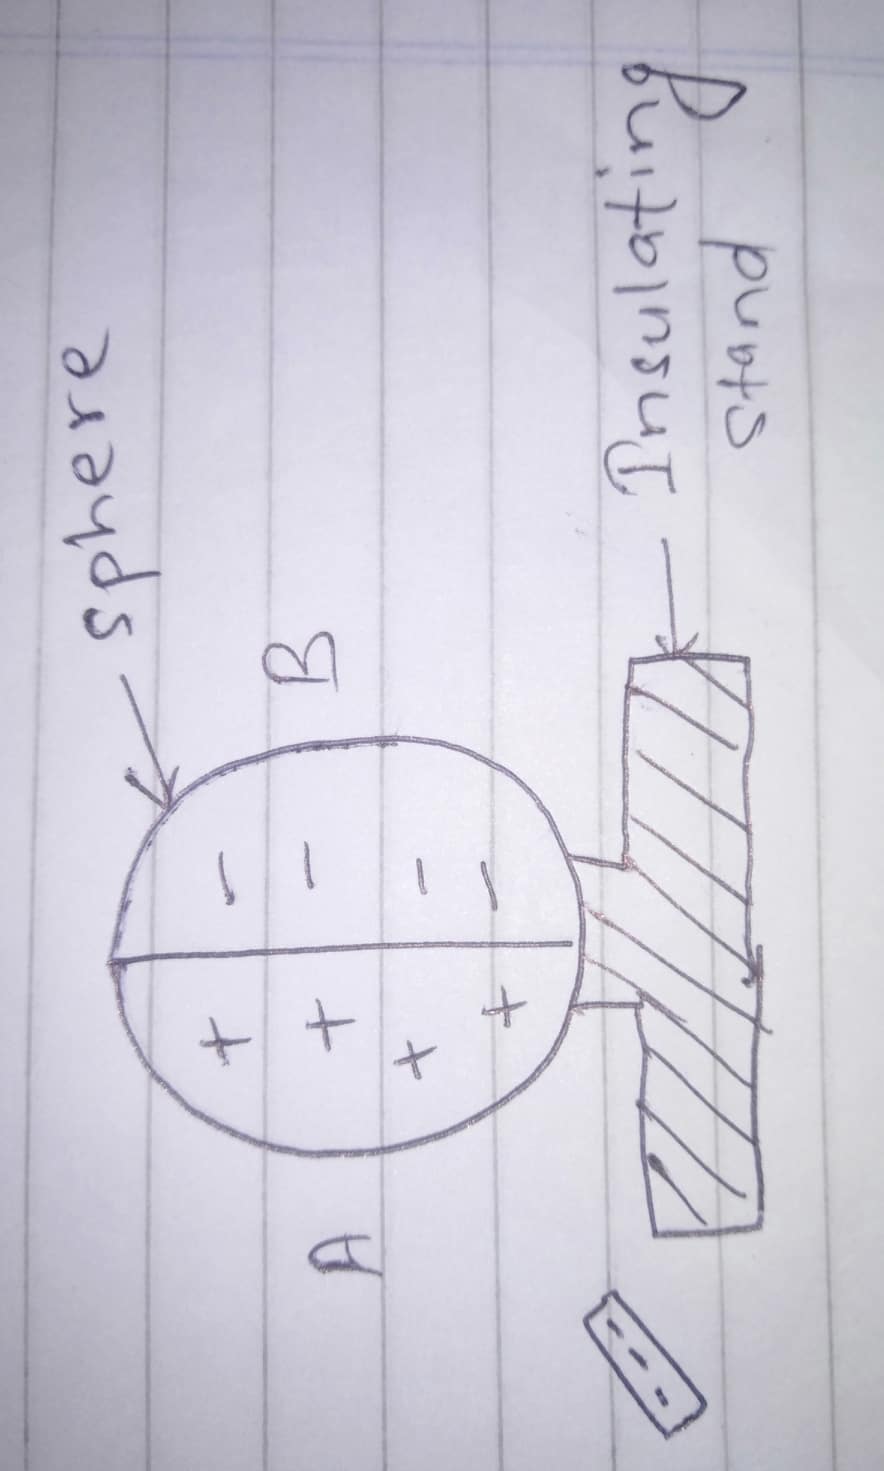 sphere
+ -
A + - B
+ -
+ -
- - -
Insulating
stand